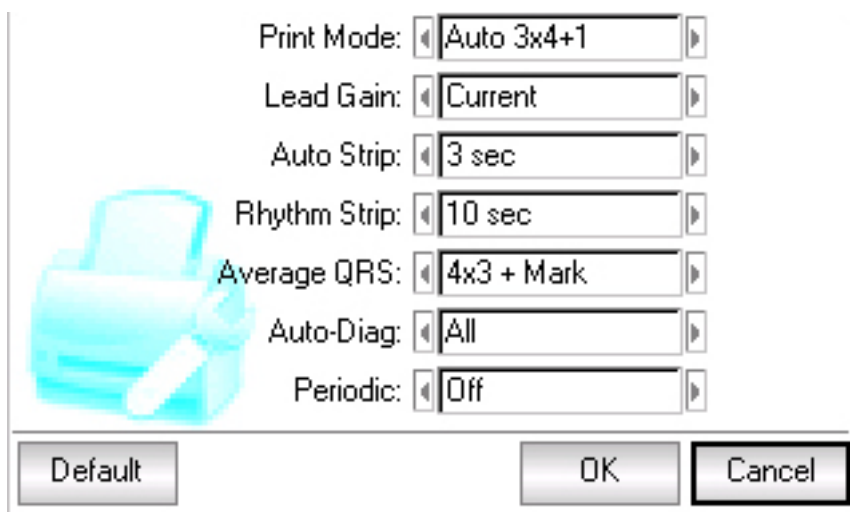 Print Mode: Auto 3x4+1
Lead Gain: Current
Auto Strip: 3 sec
Rhythm Strip: 10 sec
Average QRS: 4x3 + Mark
Auto-Diag: All
Periodic: Off
Default OK Cancel